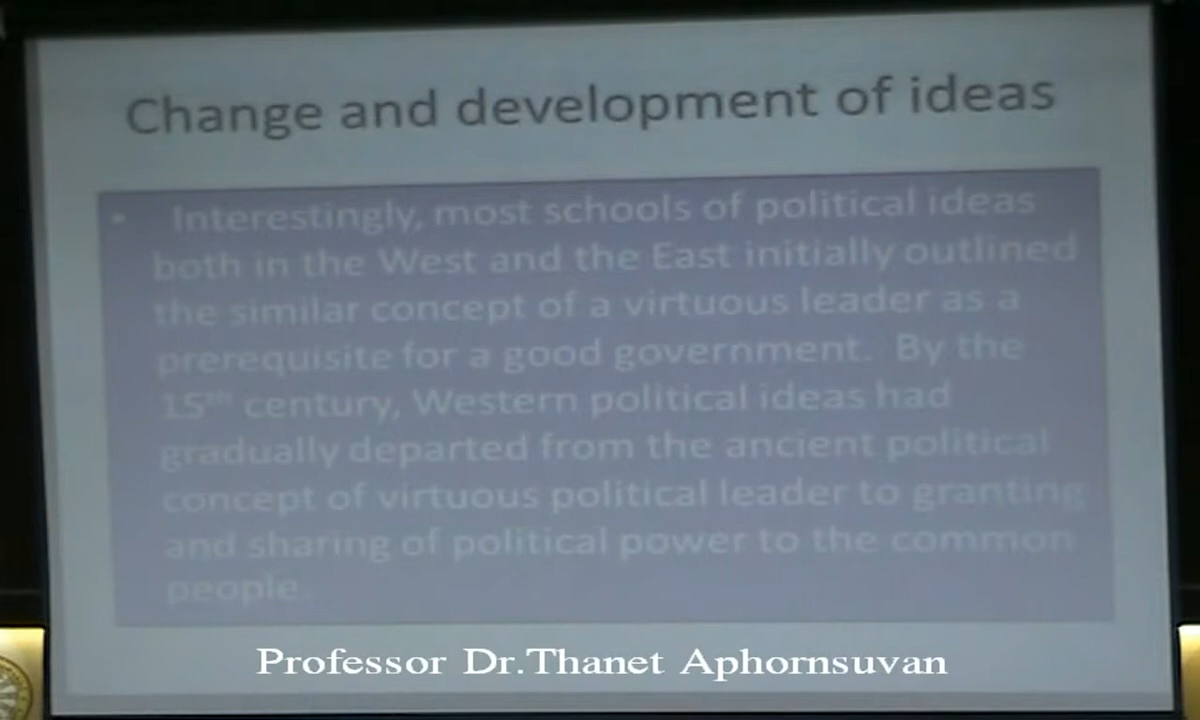 Change and development of ideas
• Interestingly, most schools of political ideas
both in the West and the East initially outlined
the similar concept of a virtuous leader as a
prerequisite for a good government. By the
15th century, Western political ideas had
gradually departed from the ancient political
concept of virtuous political leader to granting
and sharing of political power to the common
people.
Professor Dr.Thanet Aphornsuvan